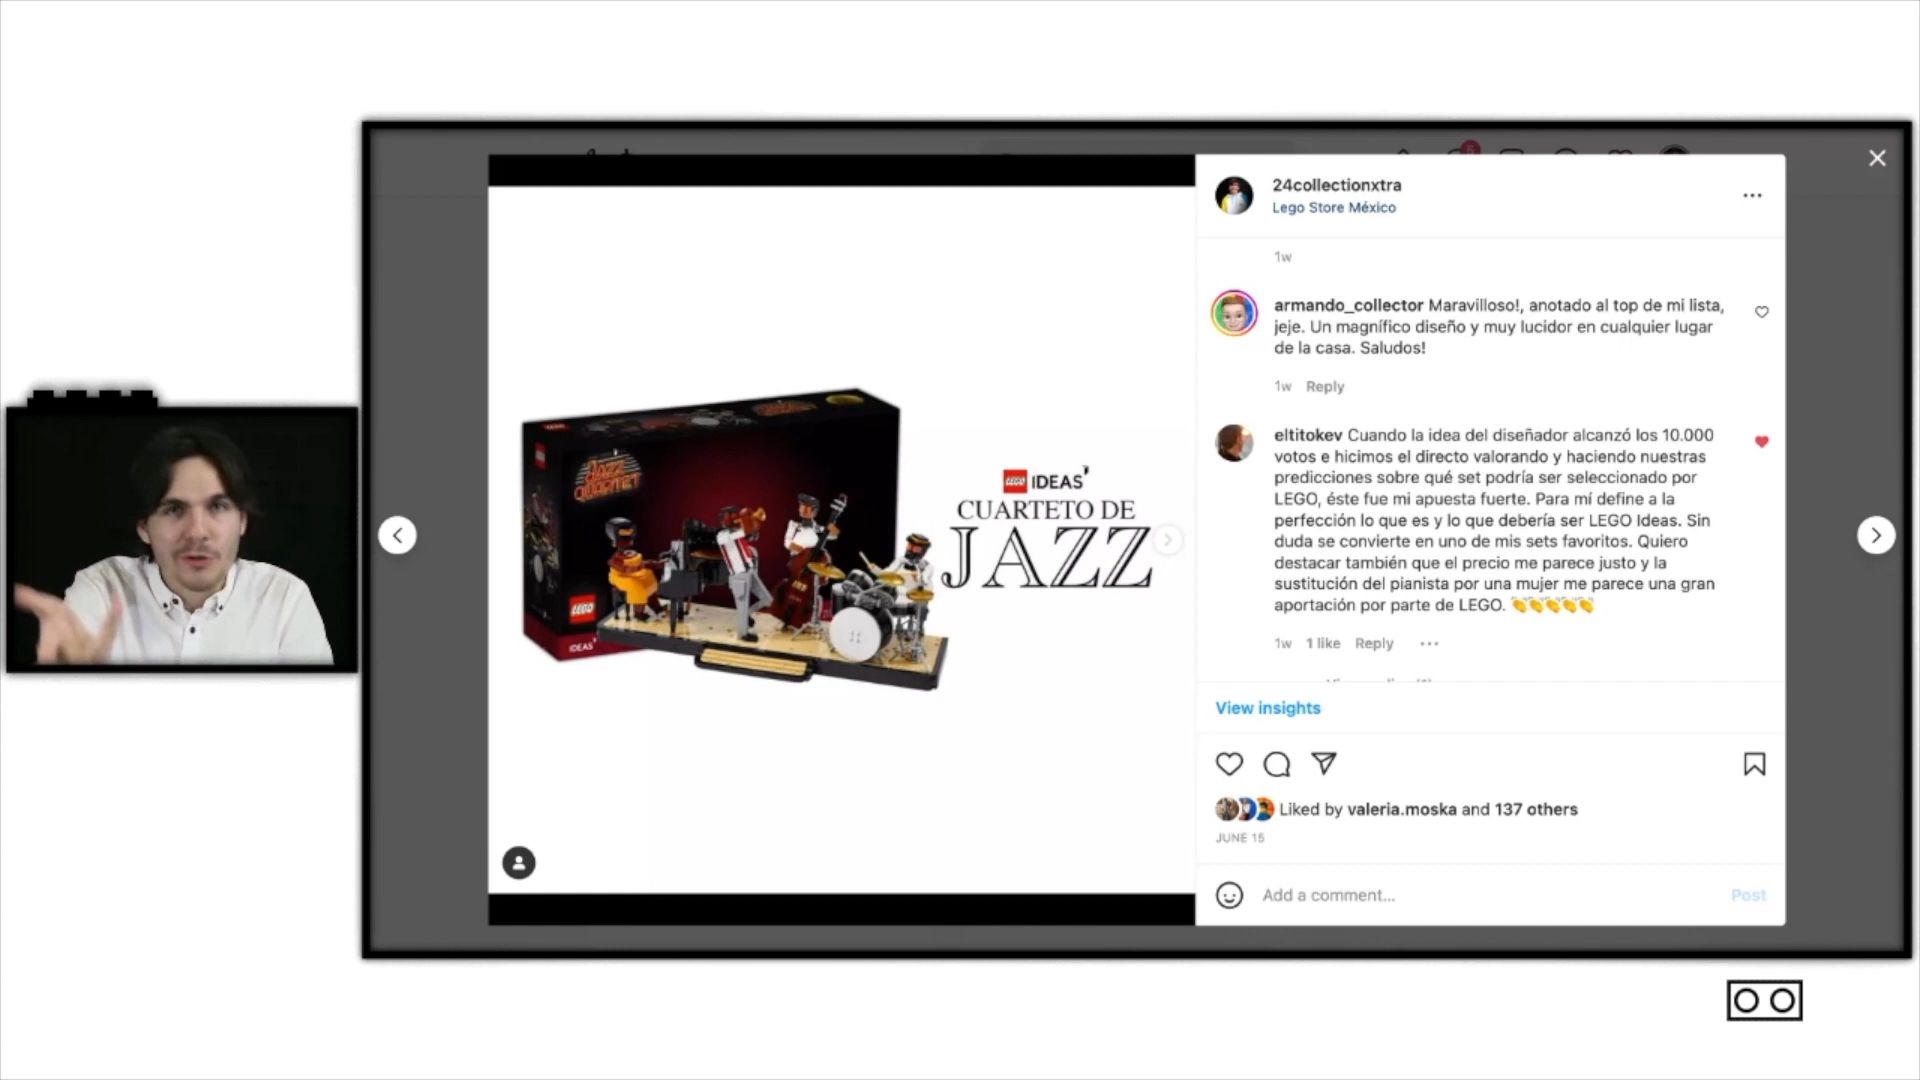 JAZZ
QUARTET
LEGO
IDEAS
LEGO IDEAS
CUARTETO DE
JAZZ
5
24collectionxtra
Lego Store México
1w
armando_collector Maravilloso!, anotado al top de mi lista,
jeje. Un magnífico diseño y muy lucidor en cualquier lugar
de la casa. Saludos!
1w Reply
eltitokev Cuando la idea del diseñador alcanzó los 10.000
votos e hicimos el directo valorando y haciendo nuestras
predicciones sobre qué set podría ser seleccionado por
LEGO, éste fue mi apuesta fuerte. Para mí define a la
perfección lo que es y lo que debería ser LEGO Ideas. Sin
duda se convierte en uno de mis sets favoritos. Quiero
destacar también que el precio me parece justo y la
sustitución del pianista por una mujer me parece una gran
aportación por parte de LEGO. 👏👏👏👏👏
1w 1 like Reply
View insights
Liked by valeria.moska and 137 others
JUNE 15
Add a comment...
Post